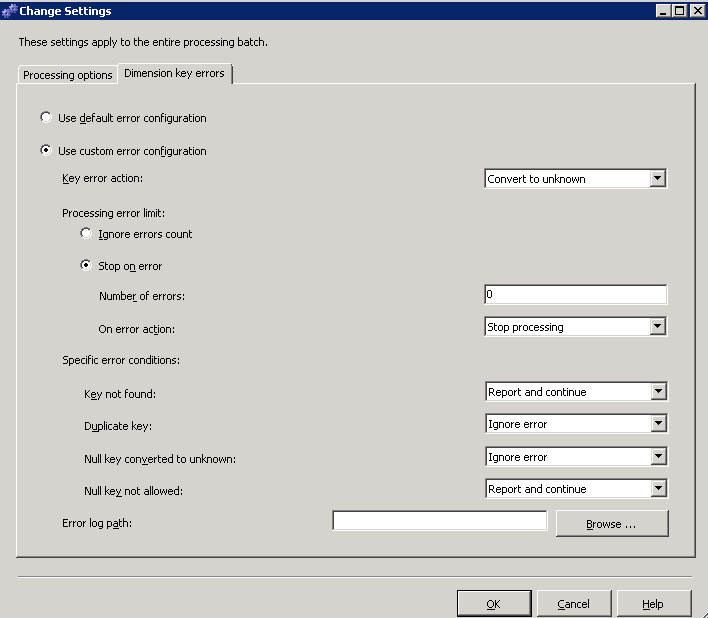 Change Settings
These settings apply to the entire processing batch.
Processing options Dimension key errors
Use default error configuration
Use custom error configuration
Key error action: Convert to unknown
Processing error limit:
Ignore errors count
Stop on error
Number of errors: 0
On error action: Stop processing
Specific error conditions:
Key not found: Report and continue
Duplicate key: Ignore error
Null key converted to unknown: Ignore error
Null key not allowed: Report and continue
Error log path: Browse ...
OK Cancel Help